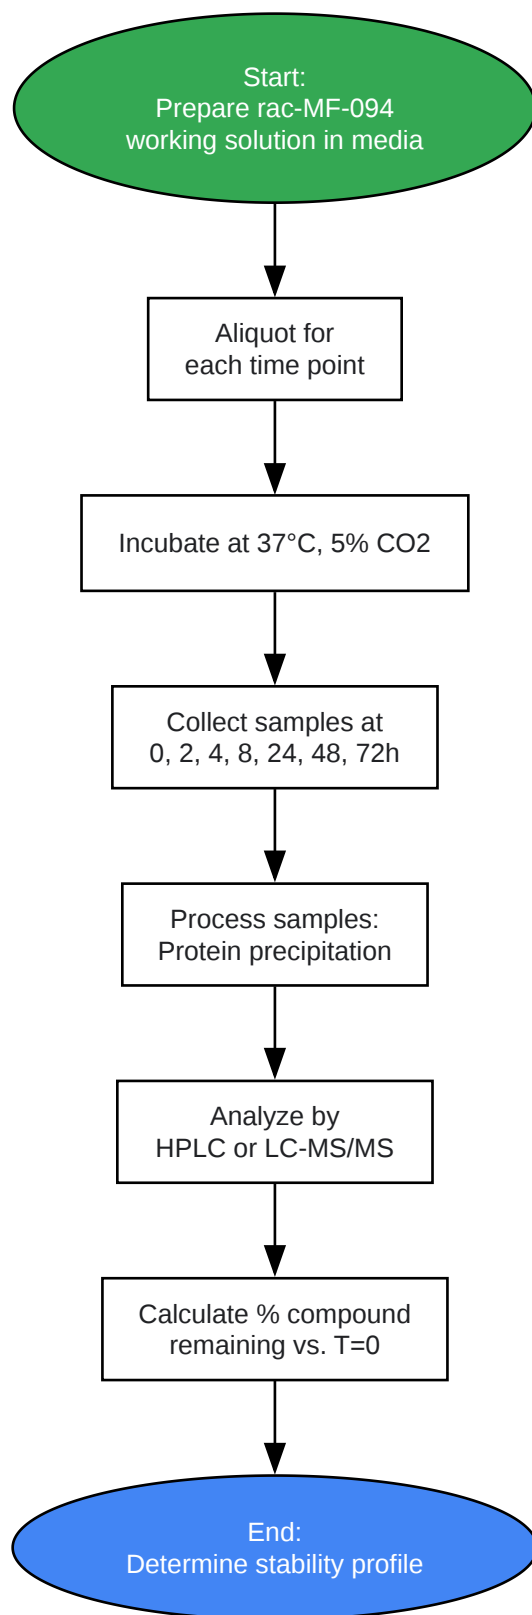 Start:
Prepare rac-MF-094
working solution in media
Aliquot for
each time point
Incubate at 37°C, 5% CO2
Collect samples at
0, 2, 4, 8, 24, 48, 72h
Process samples:
Protein precipitation
Analyze by
HPLC or LC-MS/MS
Calculate % compound
remaining vs. T=0
End:
Determine stability profile